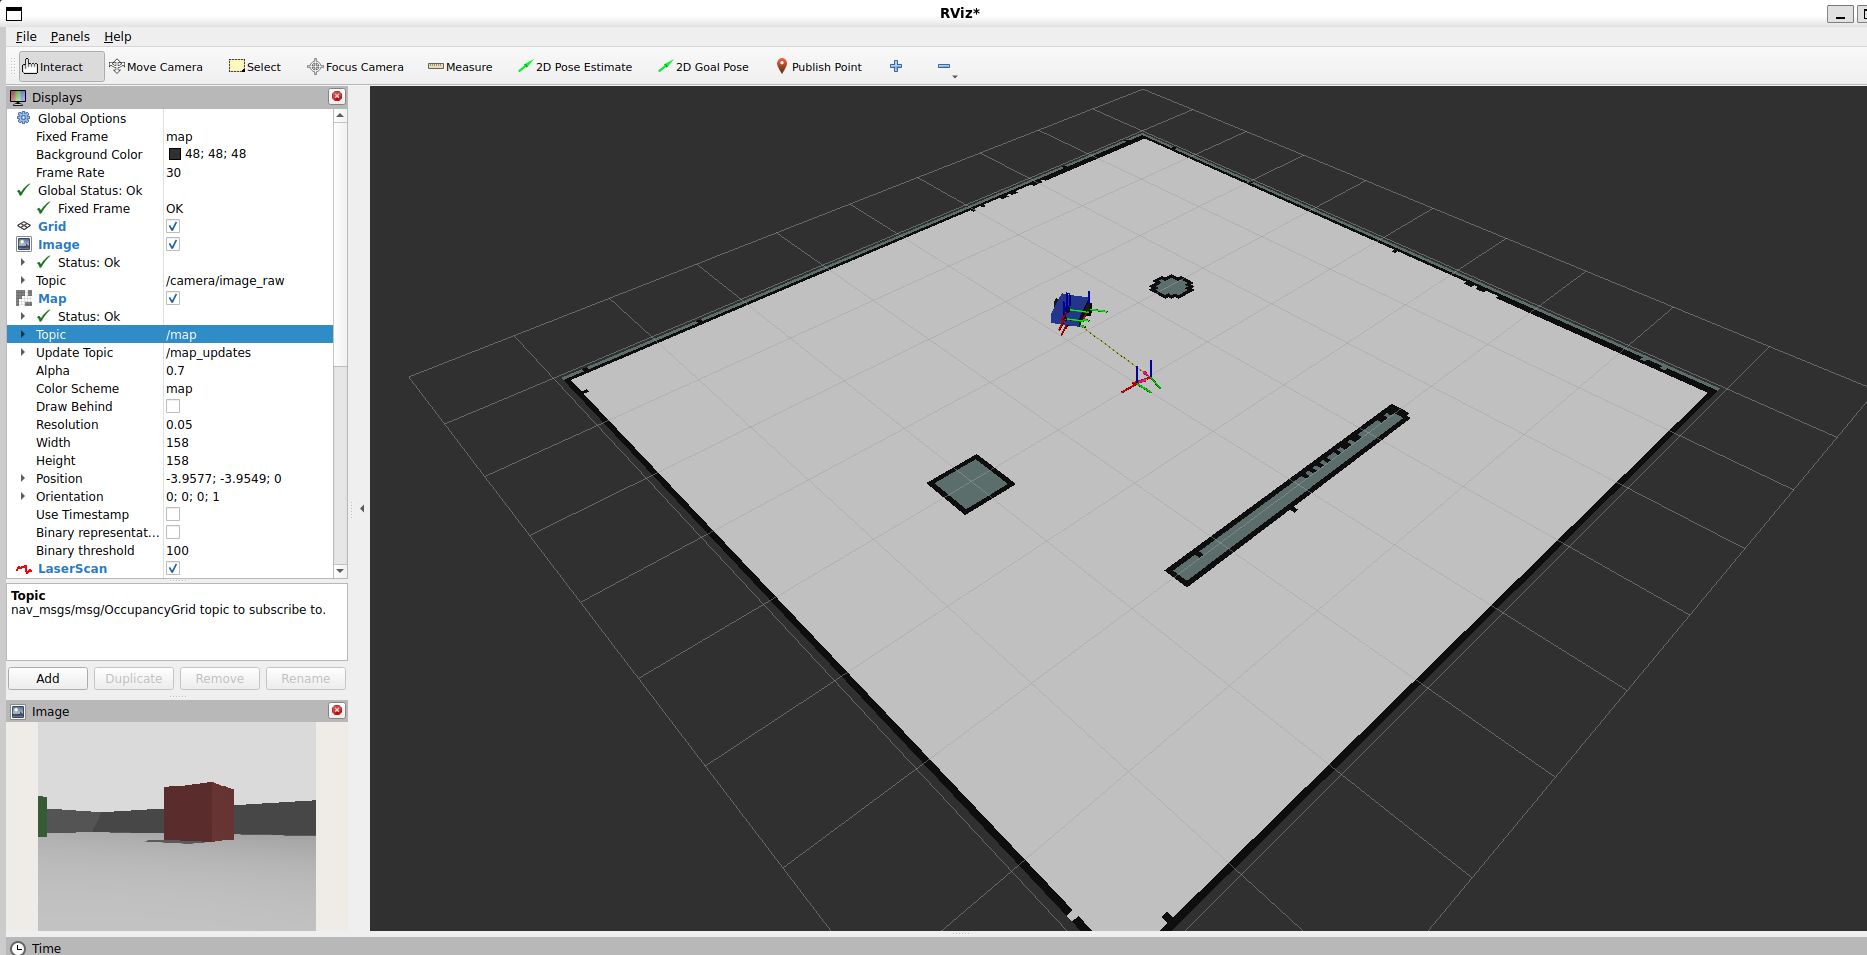 RViz*
File Panels Help
Interact Move Camera Select Focus Camera Measure 2D Pose Estimate 2D Goal Pose Publish Point
Displays
Global Options
Fixed Frame map
Background Color 48; 48; 48
Frame Rate 30
Global Status: Ok
Fixed Frame OK
Grid
Image
Status: Ok
Topic /camera/image_raw
Map
Status: Ok
Topic /map
Update Topic /map_updates
Alpha 0.7
Color Scheme map
Draw Behind
Resolution 0.05
Width 158
Height 158
Position -3.9577; -3.9549; 0
Orientation 0; 0; 0; 1
Use Timestamp
Binary representat...
Binary threshold 100
LaserScan
Topic
nav_msgs/msg/OccupancyGrid topic to subscribe to.
Add Duplicate Remove Rename
Image
Time